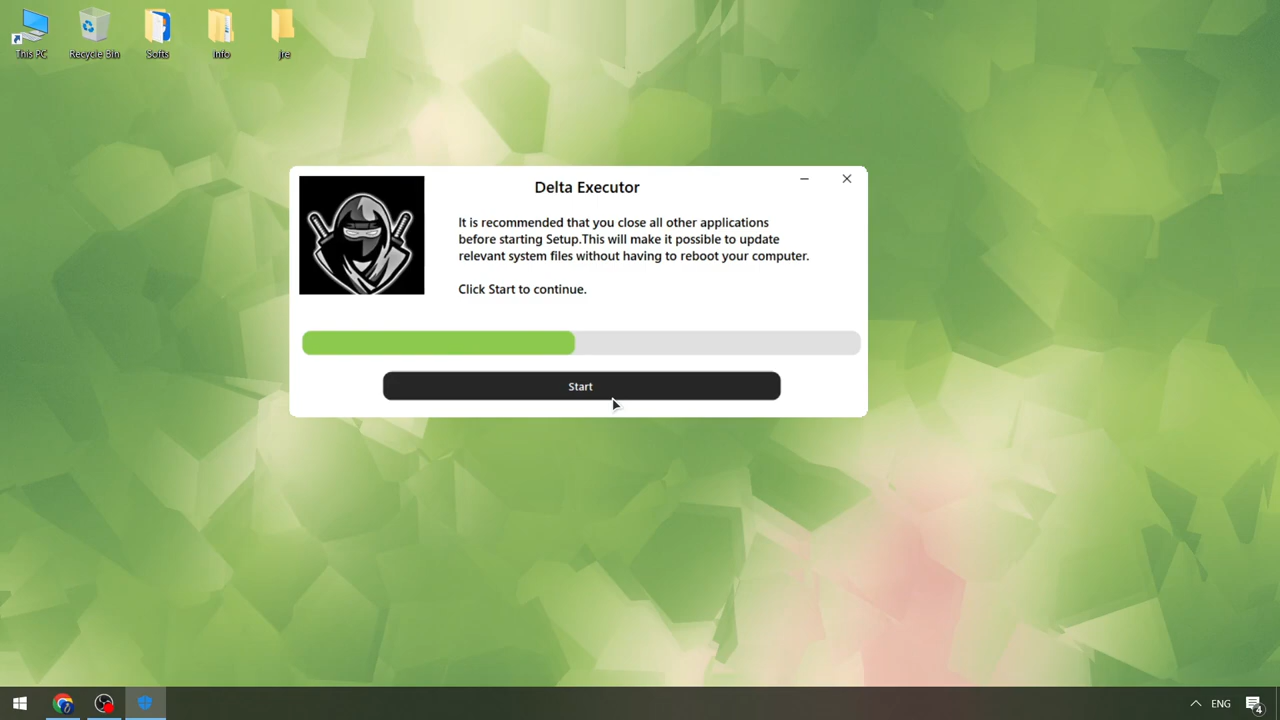 This PC
Recycle Bin
Softs
Info
jre
Delta Executor
It is recommended that you close all other applications
before starting Setup.This will make it possible to update
relevant system files without having to reboot your computer.
Click Start to continue.
Start
ENG
4